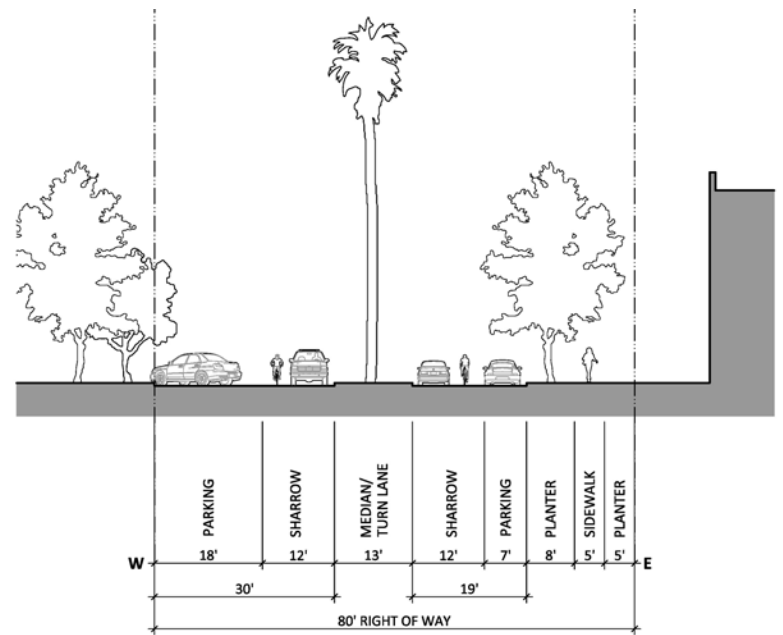 PARKING
SHARROW
MEDIAN/
TURN LANE
SHARROW
PARKING
PLANTER
SIDEWALK
PLANTER
W 18' 12' 13' 12' 7' 8' 5' 5' E
30' 19'
80' RIGHT OF WAY